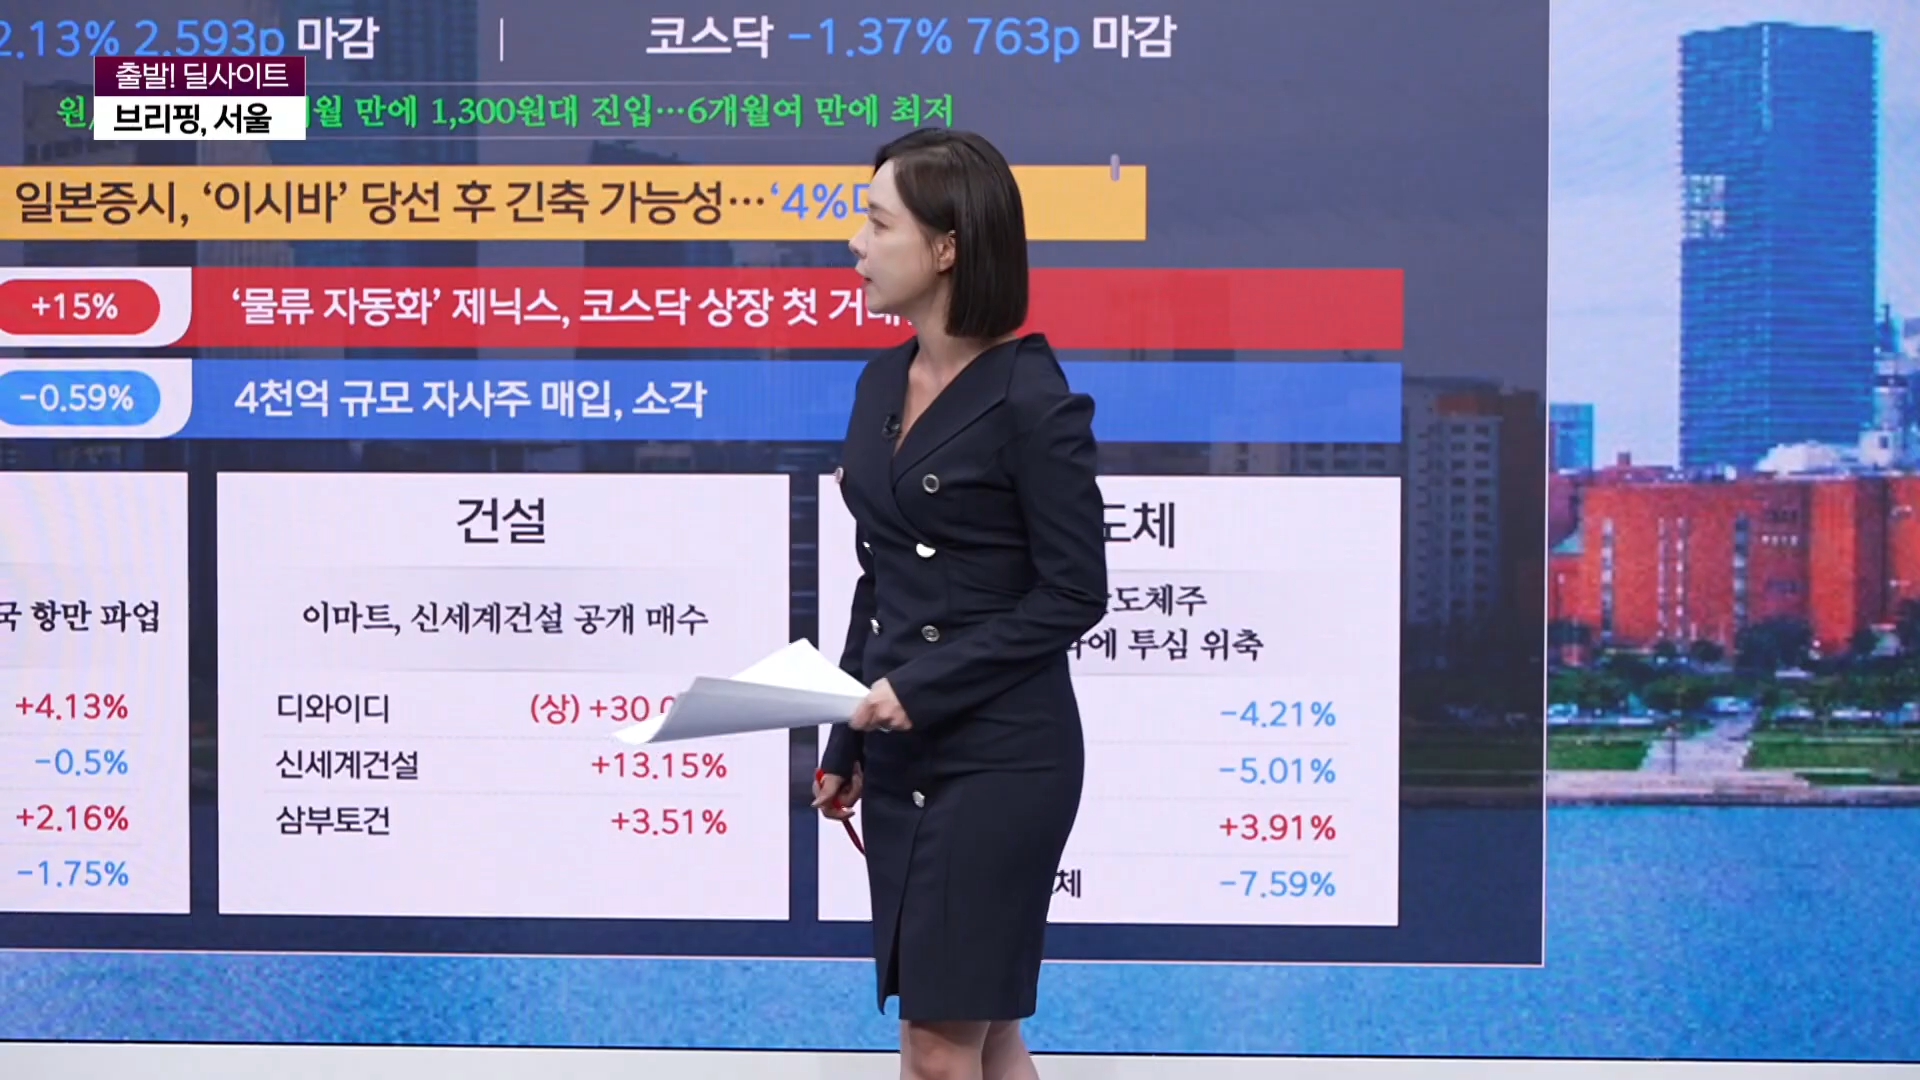 2.13% 2.593p 마감
코스닥 -1.37% 763p 마감
출발! 딜사이트
브리핑, 서울
원/
월 만에 1,300원대 진입…6개월여 만에 최저
일본증시, ‘이시바’ 당선 후 긴축 가능성…‘4%
+15%
‘물류 자동화’ 제닉스, 코스닥 상장 첫
-0.59%
4천억 규모 자사주 매입, 소각
국 항만 파업
+4.13%
-0.5%
+2.16%
-1.75%
건설
이마트, 신세계건설 공개 매수
디와이디 (상) +30
신세계건설 +13.15%
삼부토건 +3.51%
도체
도체주
에 투심 위축
-4.21%
-5.01%
+3.91%
체 -7.59%